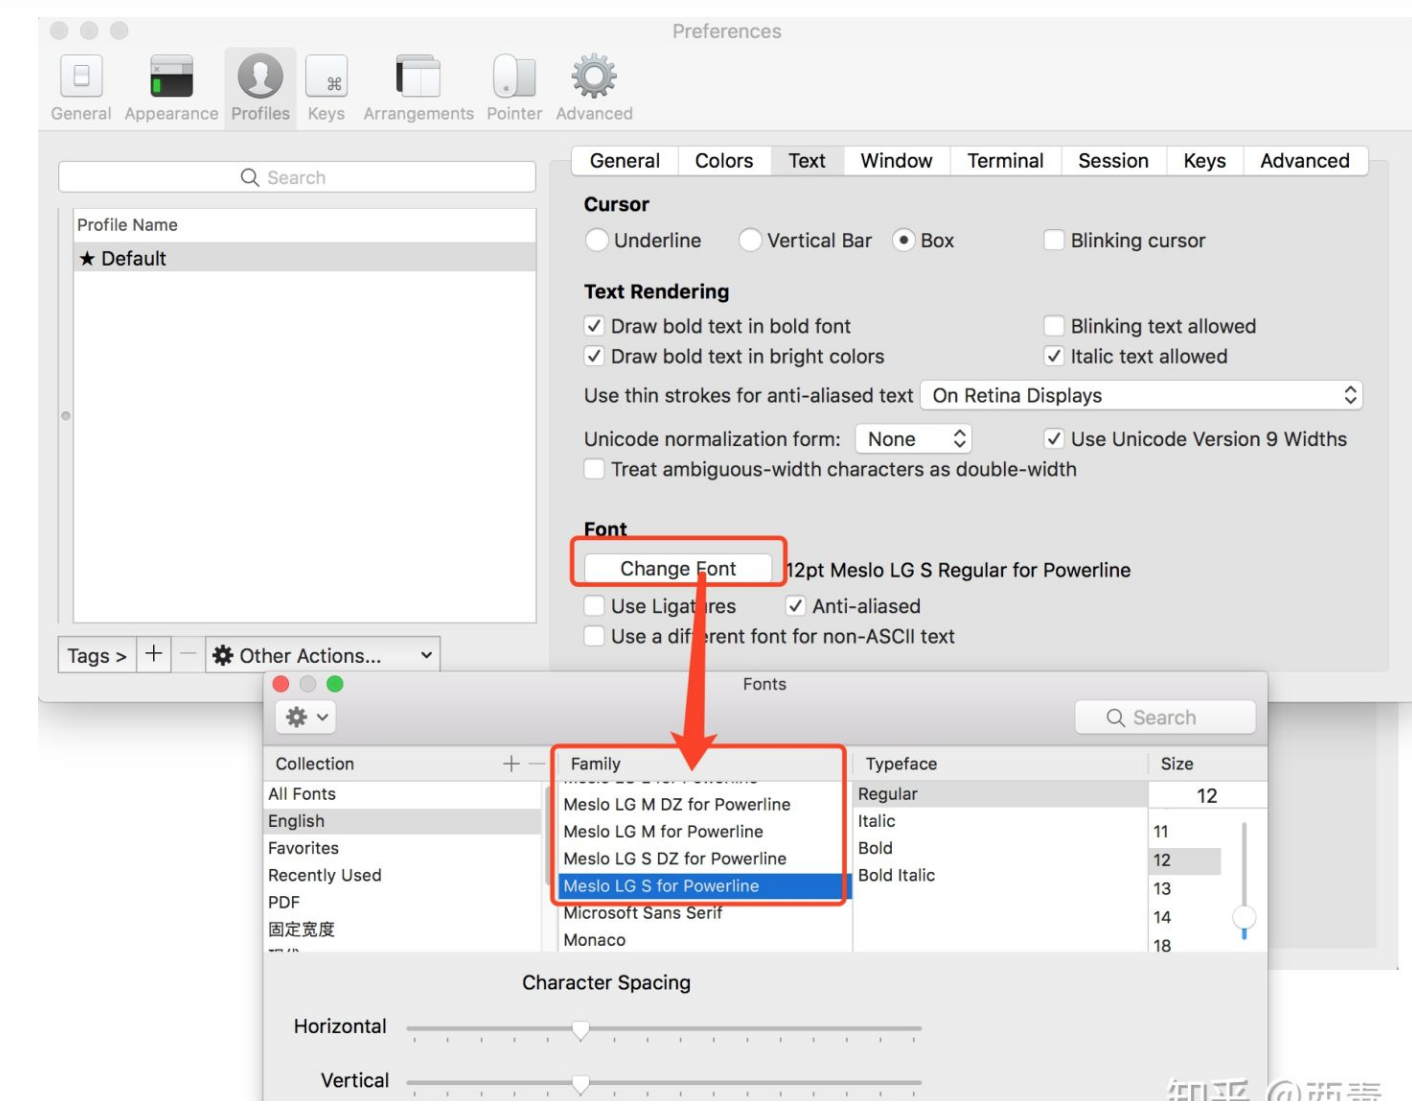 Preferences
General Appearance Profiles Keys Arrangements Pointer Advanced
Search
Profile Name
★ Default
Tags > + − Other Actions...
General Colors Text Window Terminal Session Keys Advanced
Cursor
Underline Vertical Bar Box Blinking cursor
Text Rendering
Draw bold text in bold font Blinking text allowed
Draw bold text in bright colors Italic text allowed
Use thin strokes for anti-aliased text On Retina Displays
Unicode normalization form: None Use Unicode Version 9 Widths
Treat ambiguous-width characters as double-width
Font
Change Font 12pt Meslo LG S Regular for Powerline
Use Ligatures Anti-aliased
Use a different font for non-ASCII text
Fonts
Search
Collection + − Family Typeface Size
All Fonts
English
Favorites
Recently Used
PDF
固定宽度
Meslo LG M DZ for Powerline
Meslo LG M for Powerline
Meslo LG S DZ for Powerline
Meslo LG S for Powerline
Microsoft Sans Serif
Monaco
Regular
Italic
Bold
Bold Italic
12
11
12
13
14
18
Character Spacing
Horizontal
Vertical
知乎 @西毒